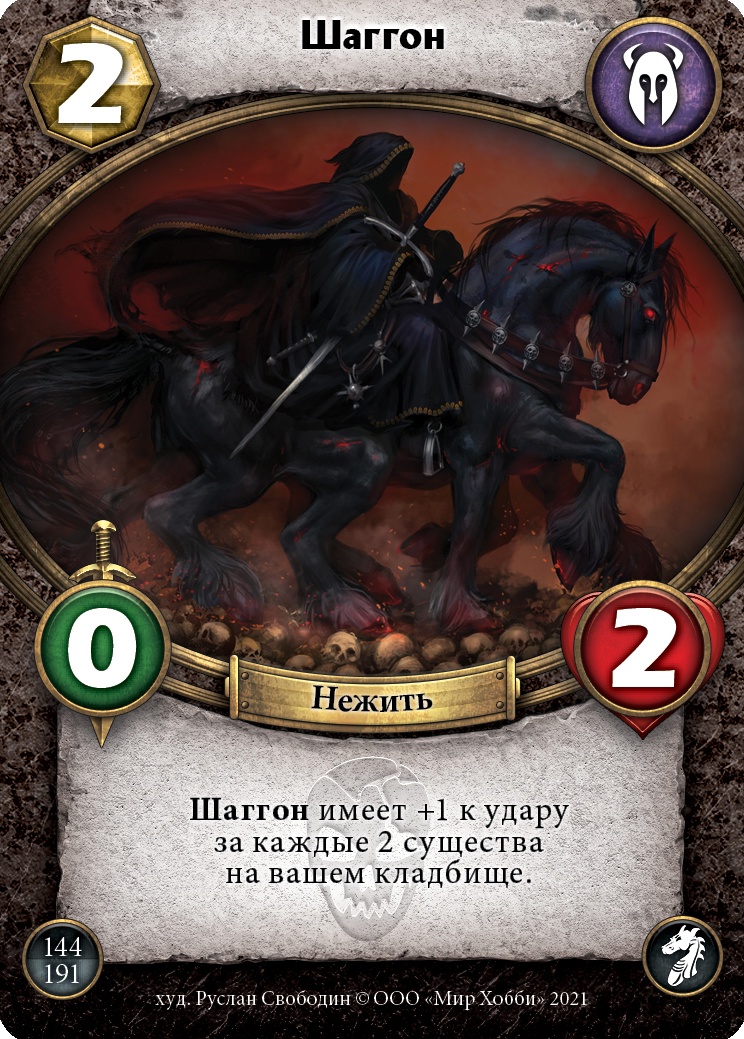 Шаггон
2
0
2
Нежить
Шаггон имеет +1 к удару
за каждые 2 существа
на вашем кладбище.
144
191
худ. Руслан Свободин © ООО «Мир Хобби» 2021